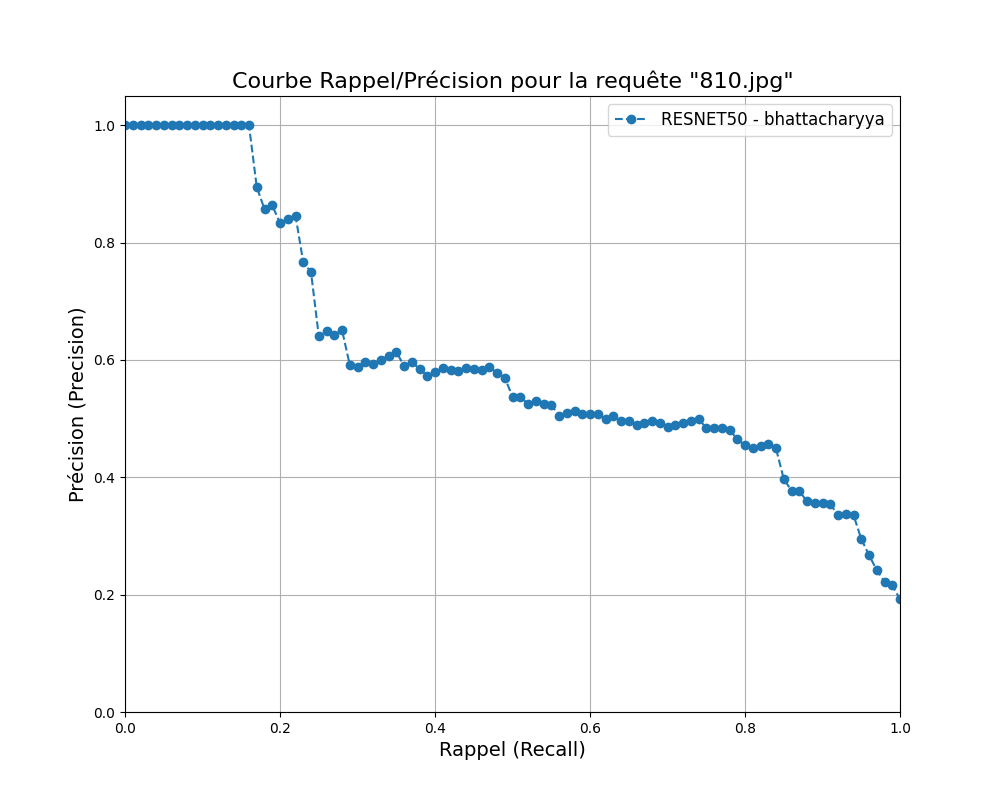 Courbe Rappel/Précision pour la requête "810.jpg"
RESNET50 - bhattacharyya
Précision (Precision)
1.0
0.8
0.6
0.4
0.2
0.0
0.0 0.2 0.4 0.6 0.8 1.0
Rappel (Recall)